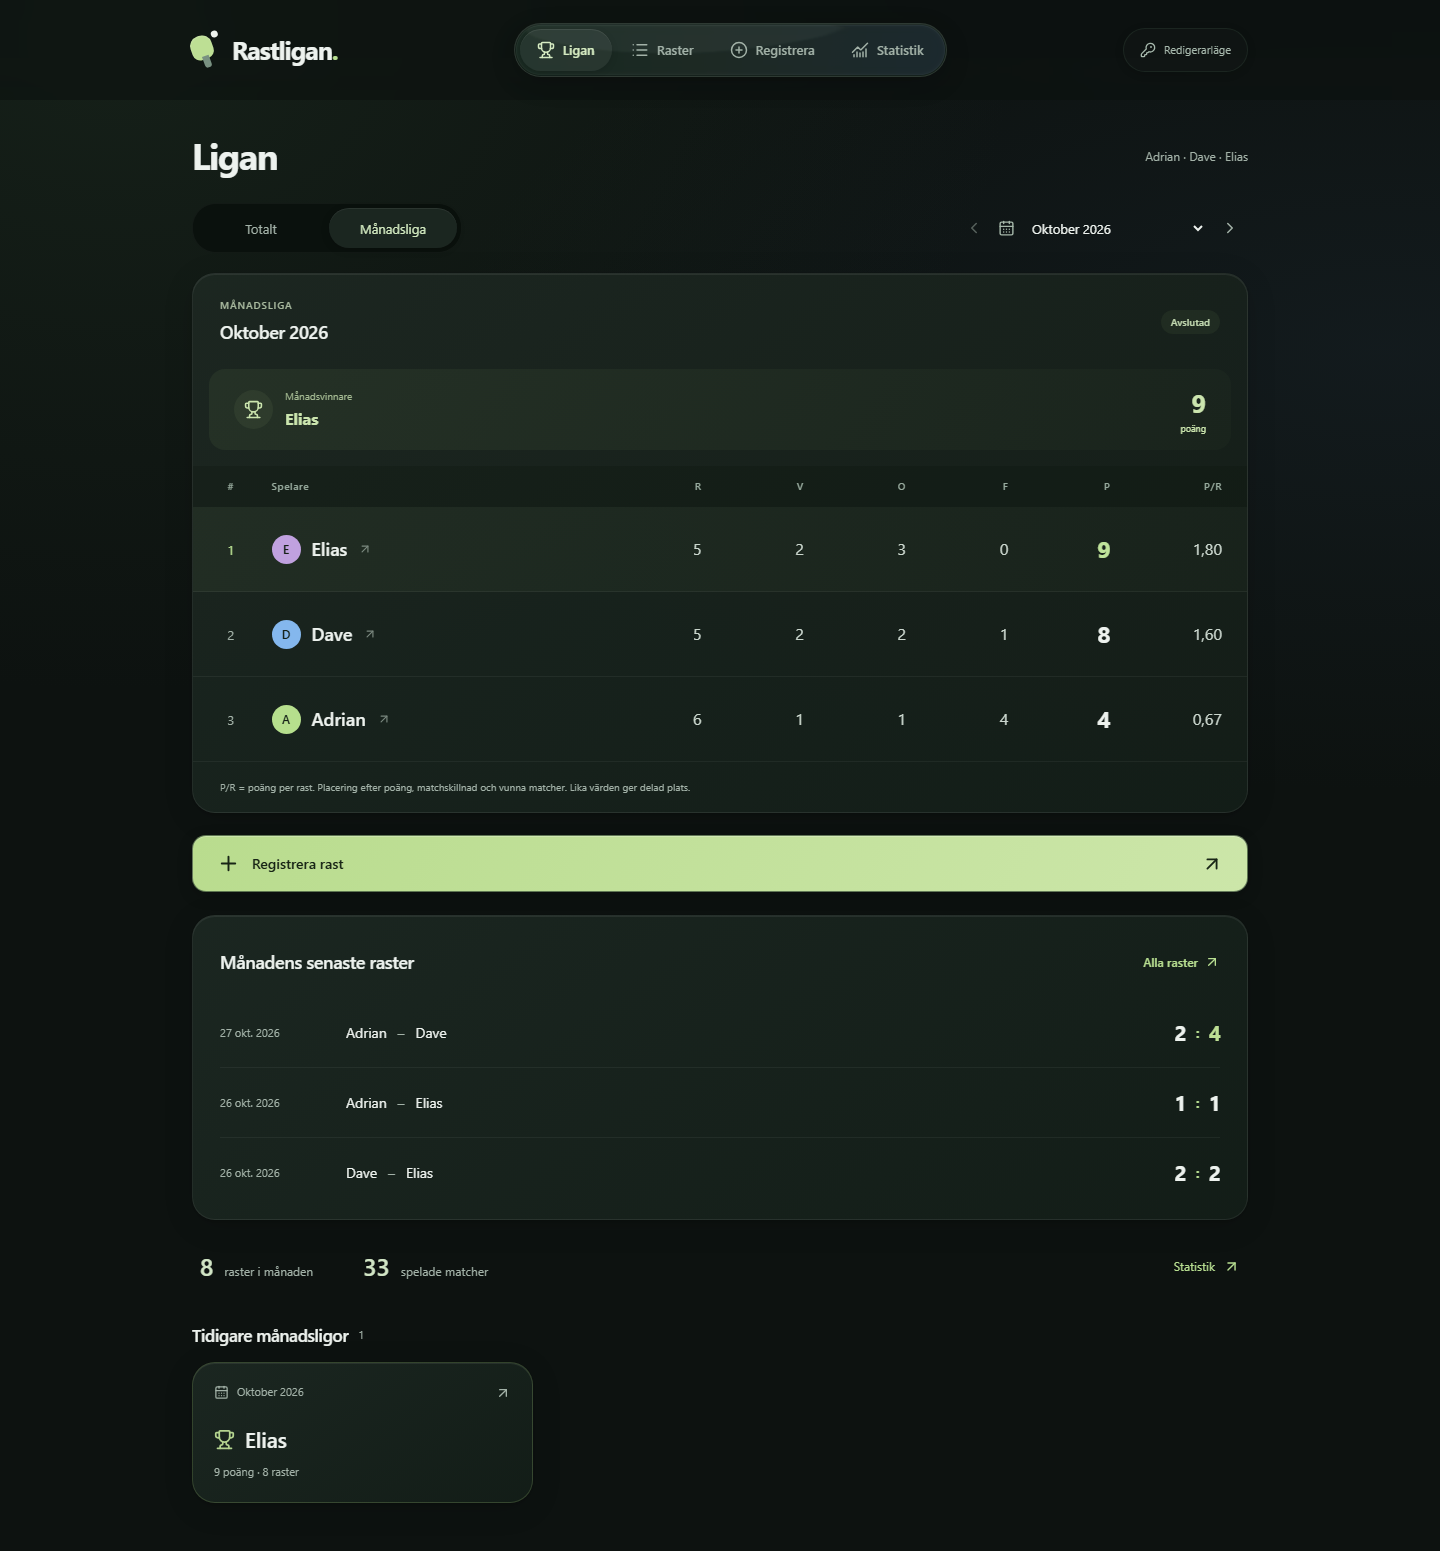 Rastligan.
Ligan
Raster
Registrera
Statistik
Redigerarläge
Ligan
Adrian · Dave · Elias
Totalt
Månadsliga
Oktober 2026
MÅNADSLIGA
Oktober 2026
Avslutad
Månadsvinnare
Elias
9
poäng
# Spelare R V O F P P/R
1 E Elias 5 2 3 0 9 1,80
2 D Dave 5 2 2 1 8 1,60
3 A Adrian 6 1 1 4 4 0,67
P/R = poäng per rast. Placering efter poäng, matchskillnad och vunna matcher. Lika värden ger delad plats.
Registrera rast
Månadens senaste raster
Alla raster
27 okt. 2026 Adrian – Dave 2 : 4
26 okt. 2026 Adrian – Elias 1 : 1
26 okt. 2026 Dave – Elias 2 : 2
8 raster i månaden 33 spelade matcher
Statistik
Tidigare månadsligor 1
Oktober 2026
Elias
9 poäng · 8 raster